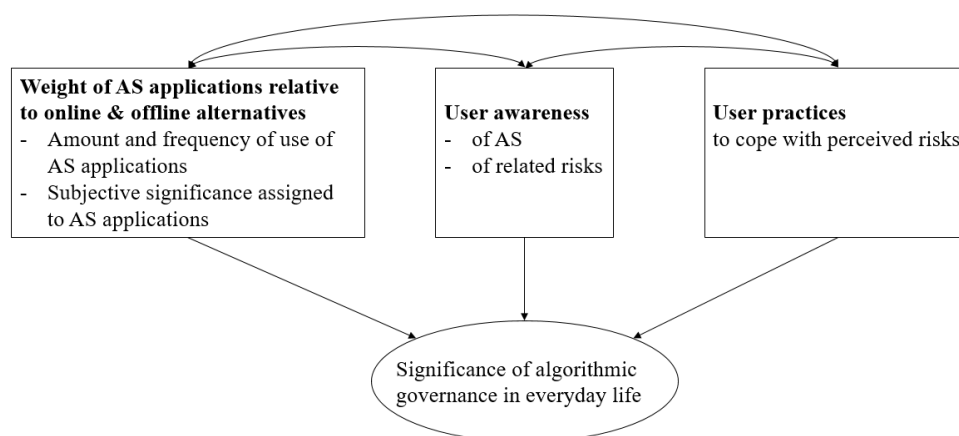 Weight of AS applications relative
to online & offline alternatives
- Amount and frequency of use of
AS applications
- Subjective significance assigned
to AS applications
User awareness
- of AS
- of related risks
User practices
to cope with perceived risks
Significance of algorithmic
governance in everyday life